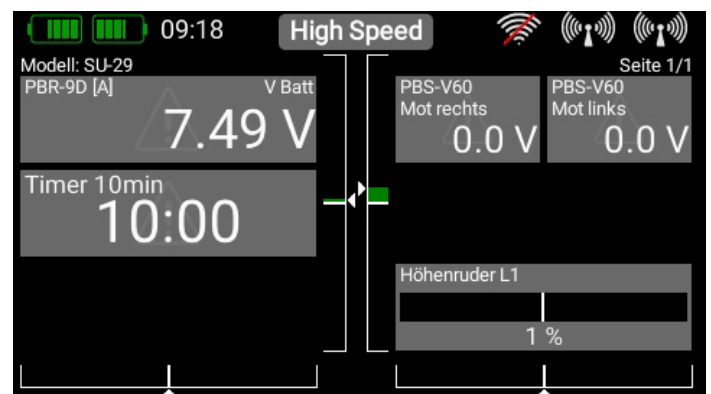 09:18 High Speed
Modell: SU-29
Seite 1/1
PBR-9D [A] V Batt
7.49 V
PBS-V60
Mot rechts
0.0 V
PBS-V60
Mot links
0.0 V
Timer 10min
10:00
Höhenruder L1
1 %